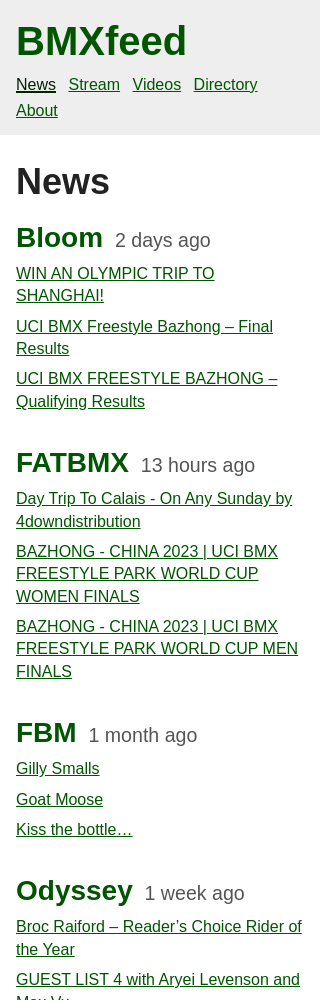 BMXfeed
News Stream Videos Directory
About
News
Bloom 2 days ago
WIN AN OLYMPIC TRIP TO
SHANGHAI!
UCI BMX Freestyle Bazhong – Final
Results
UCI BMX FREESTYLE BAZHONG –
Qualifying Results
FATBMX 13 hours ago
Day Trip To Calais - On Any Sunday by
4downdistribution
BAZHONG - CHINA 2023 | UCI BMX
FREESTYLE PARK WORLD CUP
WOMEN FINALS
BAZHONG - CHINA 2023 | UCI BMX
FREESTYLE PARK WORLD CUP MEN
FINALS
FBM 1 month ago
Gilly Smalls
Goat Moose
Kiss the bottle…
Odyssey 1 week ago
Broc Raiford – Reader’s Choice Rider of
the Year
GUEST LIST 4 with Aryei Levenson and